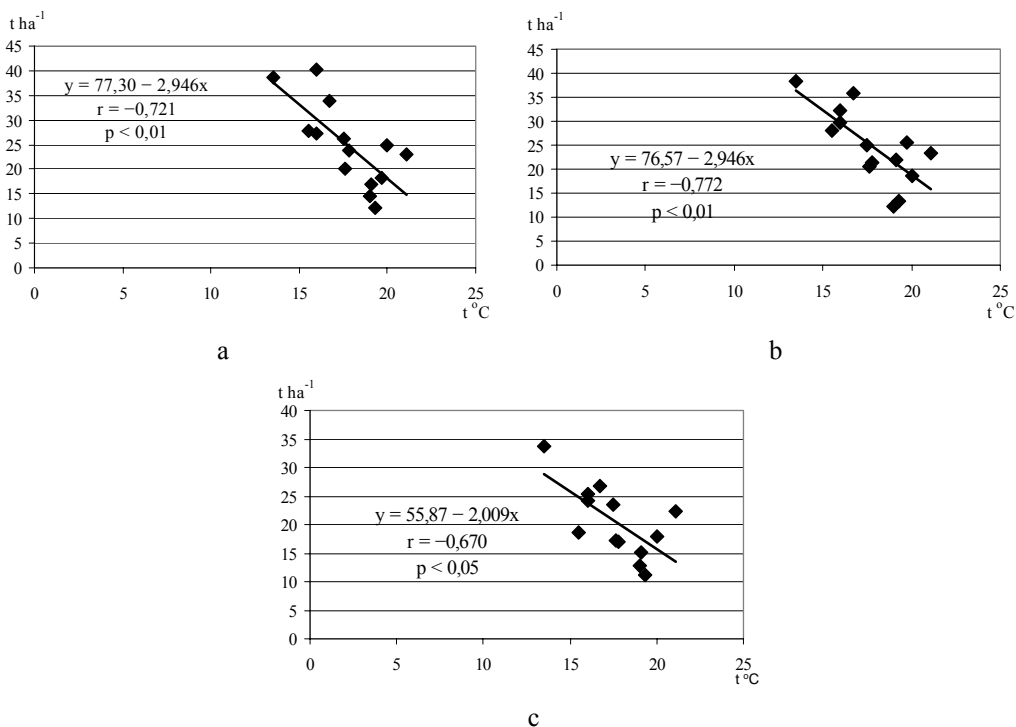 t ha⁻¹
45
40
35
30
25
20
15
10
5
0
y = 77,30 − 2,946x
r = −0,721
p < 0,01
0 5 10 15 20 25
t °C
a
t ha⁻¹
45
40
35
30
25
20
15
10
5
0
y = 76,57 − 2,946x
r = −0,772
p < 0,01
0 5 10 15 20 25
t °C
b
t ha⁻¹
40
35
30
25
20
15
10
5
0
y = 55,87 − 2,009x
r = −0,670
p < 0,05
0 5 10 15 20 25
t °C
c